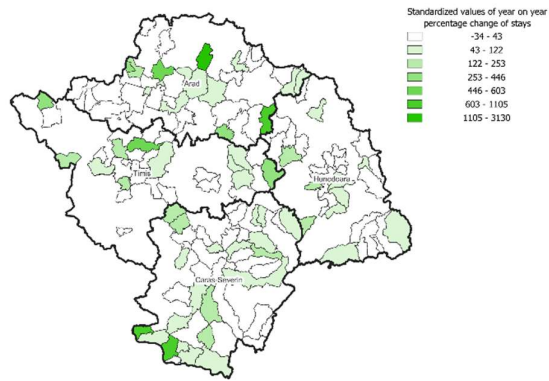 Standardized values of year on year
percentage change of stays
-34 - 43
43 - 122
122 - 253
253 - 446
446 - 603
603 - 1105
1105 - 3130
Arad
Timis
Hunedoara
Caras-Severin